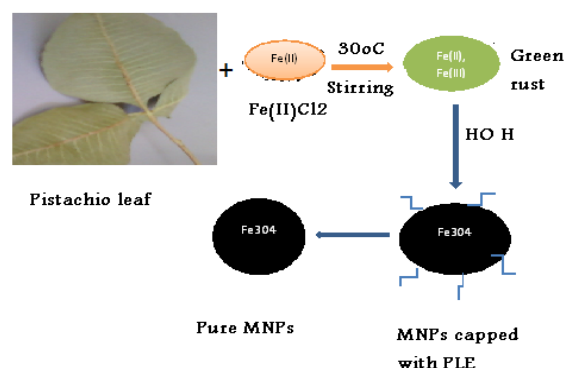 Pistachio leaf
+
Fe(II)
Fe(II)Cl2
30oC
Stirring
Fe(II),
Fe(III)
Green
rust
HO H
Fe3O4
MNPs capped
with PLE
Fe3O4
Pure MNPs